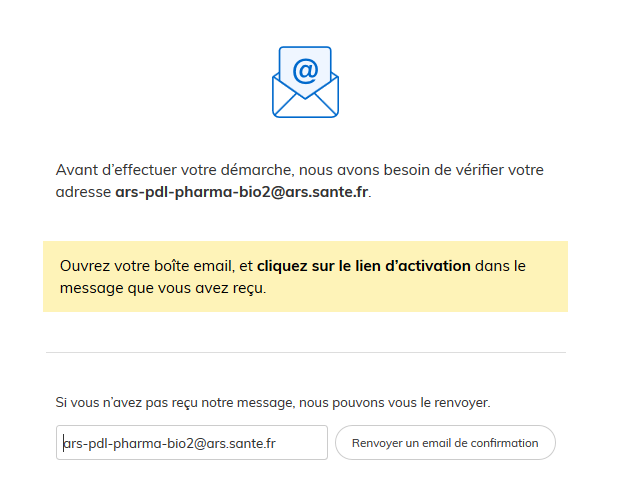 @
Avant d’effectuer votre démarche, nous avons besoin de vérifier votre
adresse ars-pdl-pharma-bio2@ars.sante.fr.
Ouvrez votre boîte email, et cliquez sur le lien d’activation dans le
message que vous avez reçu.
Si vous n’avez pas reçu notre message, nous pouvons vous le renvoyer.
ars-pdl-pharma-bio2@ars.sante.fr
Renvoyer un email de confirmation